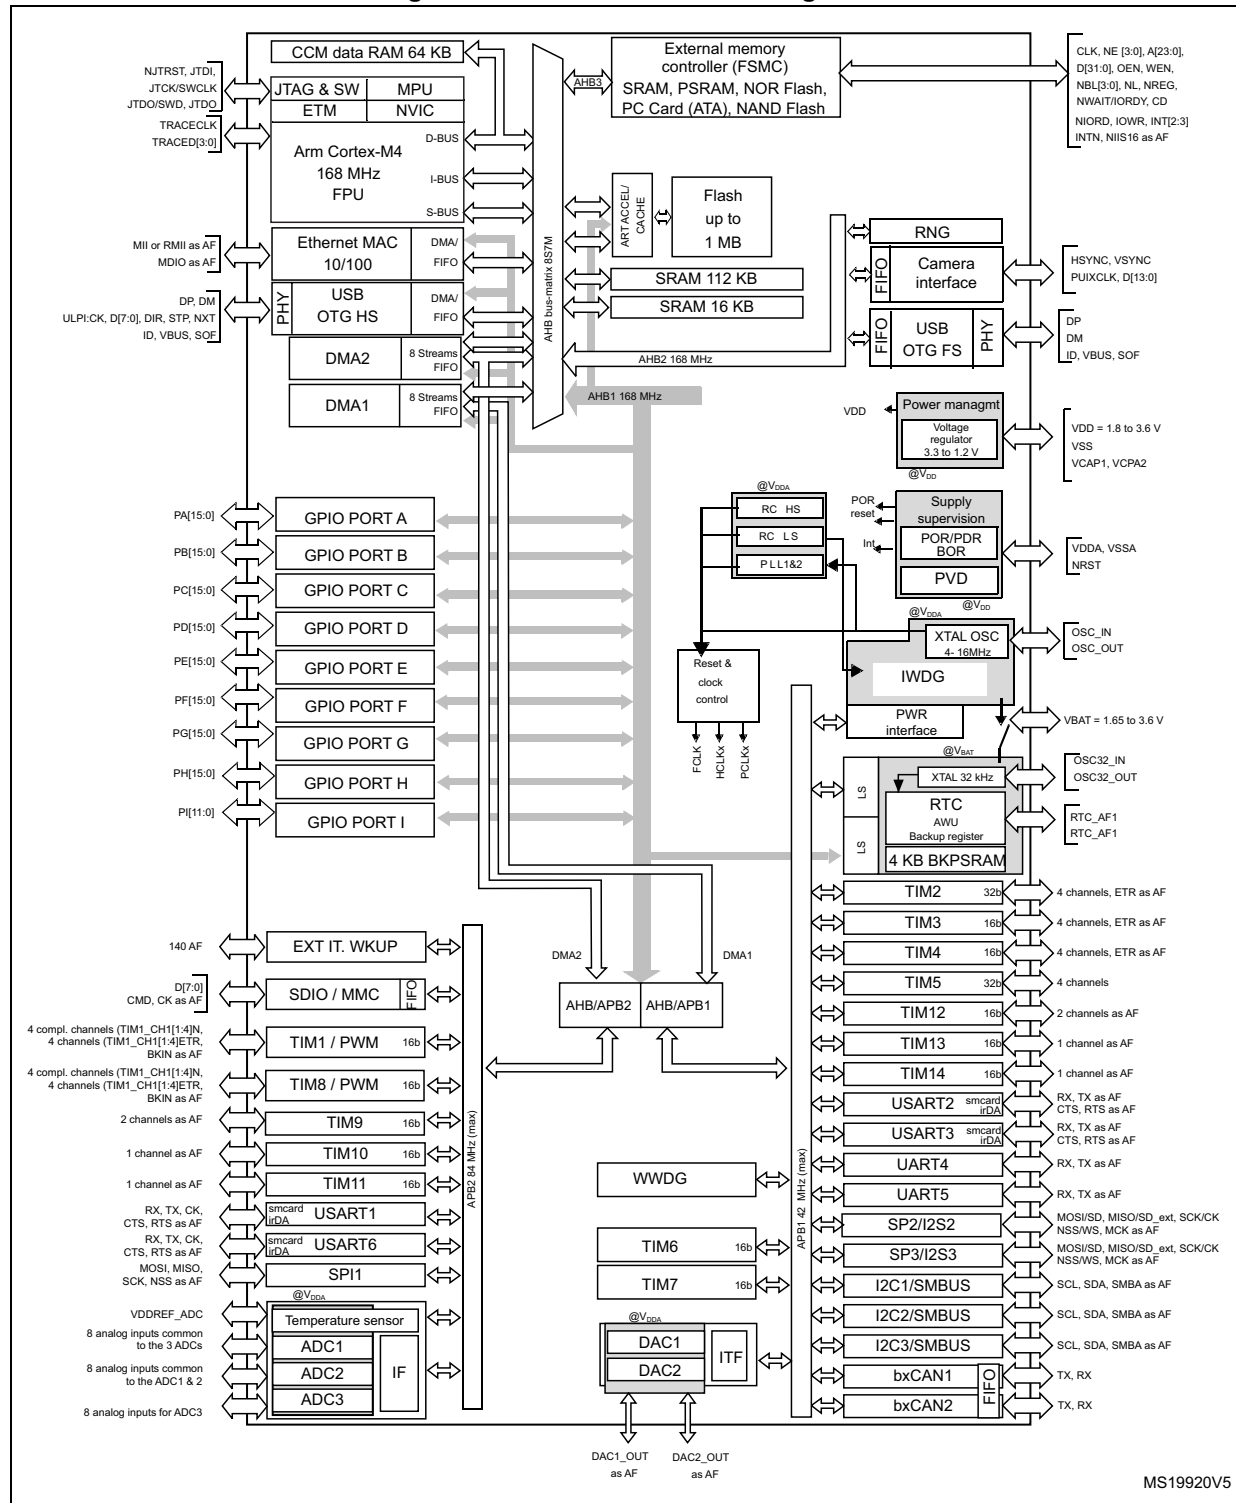 CCM data RAM 64 KB
External memory
controller (FSMC)
SRAM, PSRAM, NOR Flash,
PC Card (ATA), NAND Flash
AHB3
CLK, NE [3:0], A[23:0],
D[31:0], OEN, WEN,
NBL[3:0], NL, NREG,
NWAIT/IORDY, CD
NIORD, IOWR, INT[2:3]
INTN, NIIS16 as AF
NJTRST, JTDI,
JTCK/SWCLK
JTDO/SWD, JTDO
TRACECLK
TRACED[3:0]
JTAG & SW
MPU
ETM
NVIC
Arm Cortex-M4
168 MHz
FPU
D-BUS
I-BUS
S-BUS
AHB bus-matrix 8S7M
ART ACCEL/
CACHE
Flash
up to
1 MB
SRAM 112 KB
SRAM 16 KB
AHB2 168 MHz
AHB1 168 MHz
MII or RMII as AF
MDIO as AF
Ethernet MAC
10/100
DMA/
FIFO
DP, DM
ULPI:CK, D[7:0], DIR, STP, NXT
ID, VBUS, SOF
PHY
USB
OTG HS
DMA/
FIFO
DMA2
8 Streams
FIFO
DMA1
8 Streams
FIFO
RNG
FIFO
Camera
interface
HSYNC, VSYNC
PUIXCLK, D[13:0]
FIFO
USB
OTG FS
PHY
DP
DM
ID, VBUS, SOF
VDD
Power managmt
Voltage
regulator
3.3 to 1.2 V
@VDD
VDD = 1.8 to 3.6 V
VSS
VCAP1, VCPA2
@VDDA
RC HS
RC L S
P L L1&2
POR
reset
Int
Supply
supervision
POR/PDR
BOR
PVD
@VDD
VDDA, VSSA
NRST
@VDDA
XTAL OSC
4- 16MHz
IWDG
OSC_IN
OSC_OUT
Reset &
clock
control
FCLK
HCLKx
PCLKx
PWR
interface
VBAT = 1.65 to 3.6 V
@VBAT
LS
LS
XTAL 32 kHz
RTC
AWU
Backup register
4 KB BKPSRAM
OSC32_IN
OSC32_OUT
RTC_AF1
RTC_AF1
PA[15:0]
GPIO PORT A
PB[15:0]
GPIO PORT B
PC[15:0]
GPIO PORT C
PD[15:0]
GPIO PORT D
PE[15:0]
GPIO PORT E
PF[15:0]
GPIO PORT F
PG[15:0]
GPIO PORT G
PH[15:0]
GPIO PORT H
PI[11:0]
GPIO PORT I
DMA2
DMA1
AHB/APB2
AHB/APB1
140 AF
EXT IT. WKUP
D[7:0]
CMD, CK as AF
SDIO / MMC
FIFO
4 compl. channels (TIM1_CH1[1:4]N,
4 channels (TIM1_CH1[1:4]ETR,
BKIN as AF
TIM1 / PWM
16b
4 compl. channels (TIM1_CH1[1:4]N,
4 channels (TIM1_CH1[1:4]ETR,
BKIN as AF
TIM8 / PWM
16b
2 channels as AF
TIM9
16b
1 channel as AF
TIM10
16b
1 channel as AF
TIM11
16b
RX, TX, CK,
CTS, RTS as AF
smcard
irDA
USART1
RX, TX, CK,
CTS, RTS as AF
smcard
irDA
USART6
MOSI, MISO,
SCK, NSS as AF
SPI1
@VDDA
VDDREF_ADC
Temperature sensor
8 analog inputs common
to the 3 ADCs
ADC1
8 analog inputs common
to the ADC1 & 2
ADC2
8 analog inputs for ADC3
ADC3
IF
APB2 84 MHz (max)
WWDG
TIM6
16b
TIM7
16b
@VDDA
DAC1
DAC2
ITF
DAC1_OUT
as AF
DAC2_OUT
as AF
APB1 42 MHz (max)
TIM2
32b
4 channels, ETR as AF
TIM3
16b
4 channels, ETR as AF
TIM4
16b
4 channels, ETR as AF
TIM5
32b
4 channels
TIM12
16b
2 channels as AF
TIM13
16b
1 channel as AF
TIM14
16b
1 channel as AF
USART2
smcard
irDA
RX, TX as AF
CTS, RTS as AF
USART3
smcard
irDA
RX, TX as AF
CTS, RTS as AF
UART4
RX, TX as AF
UART5
RX, TX as AF
SP2/I2S2
MOSI/SD, MISO/SD_ext, SCK/CK
NSS/WS, MCK as AF
SP3/I2S3
MOSI/SD, MISO/SD_ext, SCK/CK
NSS/WS, MCK as AF
I2C1/SMBUS
SCL, SDA, SMBA as AF
I2C2/SMBUS
SCL, SDA, SMBA as AF
I2C3/SMBUS
SCL, SDA, SMBA as AF
bxCAN1
TX, RX
bxCAN2
FIFO
TX, RX
MS19920V5